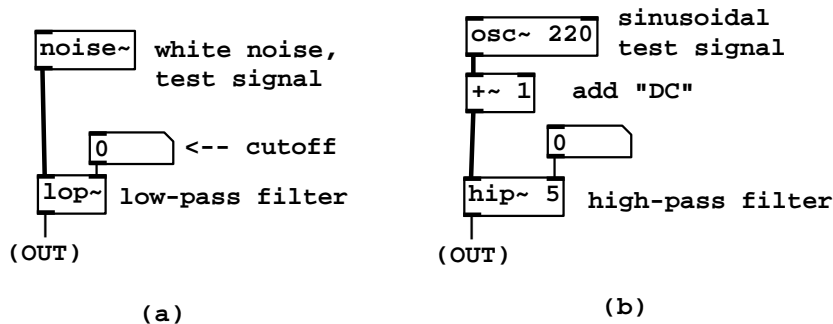 noise~
white noise,
test signal
0
<-- cutoff
lop~
low-pass filter
(OUT)
(a)
osc~ 220
sinusoidal
test signal
+~ 1
add "DC"
0
hip~ 5
high-pass filter
(OUT)
(b)